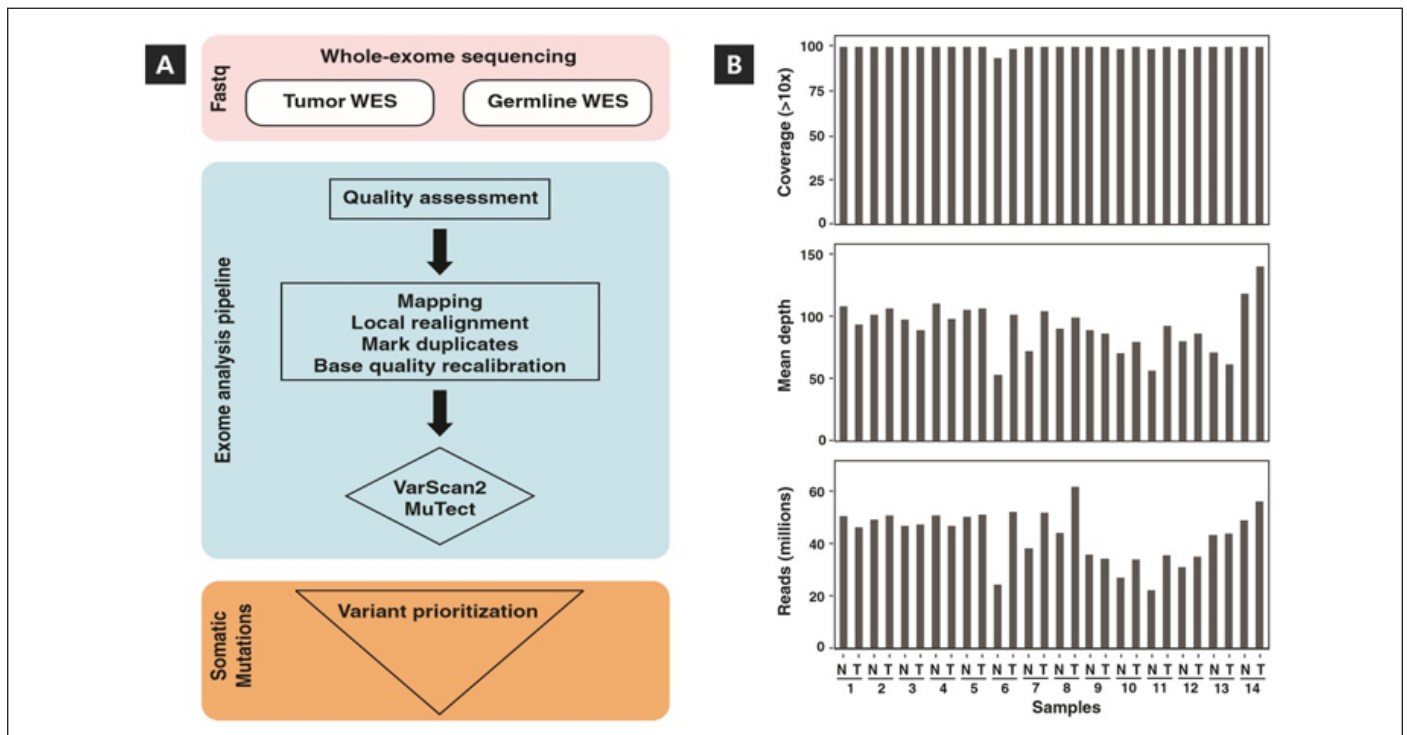 A
Fastq
Whole-exome sequencing
Tumor WES
Germline WES
Exome analysis pipeline
Quality assessment
Mapping
Local realignment
Mark duplicates
Base quality recalibration
VarScan2
MuTect
Somatic
Mutations
Variant prioritization
B
Coverage (>10x)
100
75
50
25
0
Mean depth
150
100
50
0
Reads (millions)
60
40
20
0
N T N T N T N T N T N T N T N T N T N T N T N T N T N T
1 2 3 4 5 6 7 8 9 10 11 12 13 14
Samples